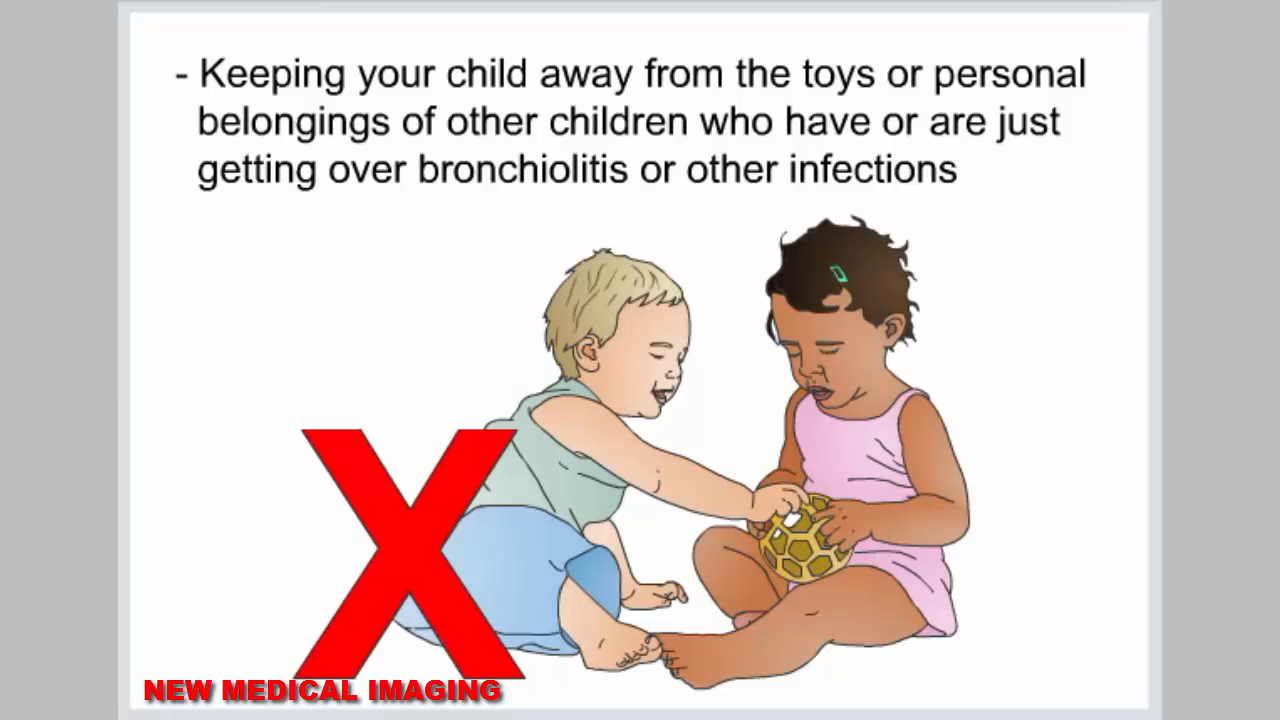 - Keeping your child away from the toys or personal
belongings of other children who have or are just
getting over bronchiolitis or other infections
NEW MEDICAL IMAGING